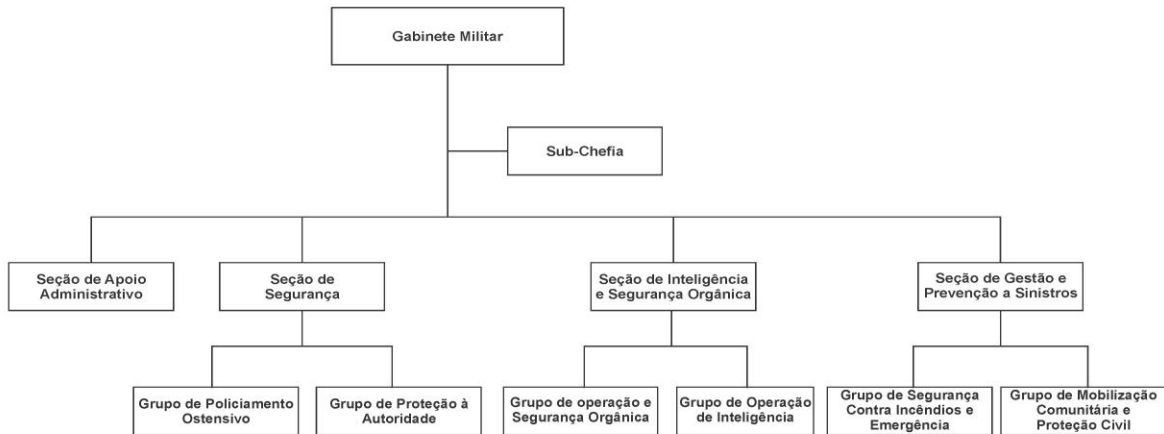 Gabinete Militar
Sub-Chefia
Seção de Apoio
Administrativo
Seção de
Segurança
Seção de Inteligência
e Segurança Orgânica
Seção de Gestão e
Prevenção a Sinistros
Grupo de Policiamento
Ostensivo
Grupo de Proteção à
Autoridade
Grupo de operação e
Segurança Orgânica
Grupo de Operação
de Inteligência
Grupo de Segurança
Contra Incêndios e
Emergência
Grupo de Mobilização
Comunitária e
Proteção Civil